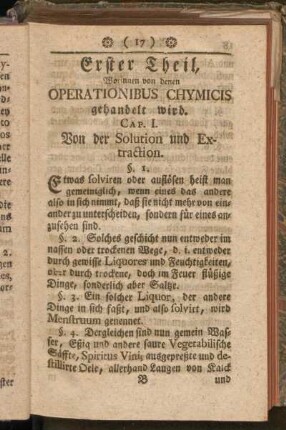 ( 17 )
Erster Theil,
Worinnen von denen
OPERATIONIBUS CHYMICIS
gehandelt wird.
CAP. I.
Von der Solution und Ex-
traction.
§. 1.
Etwas solviren oder auflösen heist man
gemeiniglich, wenn eines das andere
also in sich nimmt, daß sie nicht mehr von ein-
ander zu unterscheiden, sondern für eines an-
zusehen sind.
§. 2. Solches geschicht nun entweder im
nassen oder trockenen Wege, d. i. entweder
durch gewisse Liquores und Feuchtigkeiten,
oder durch trockene, doch im Feuer flüßige
Dinge, sonderlich aber Saltze.
§. 3. Ein solcher Liquor, der andere
Dinge in sich faßt, und also solvirt, wird
Menstruum genennet.
§. 4. Dergleichen sind nun gemein Was-
ser, Eßig und andere saure Vegetabilische
Säffte, Spiritus Vini, ausgepreßte und de-
stillirte Oele, allerhand Laugen von Kalck
B und